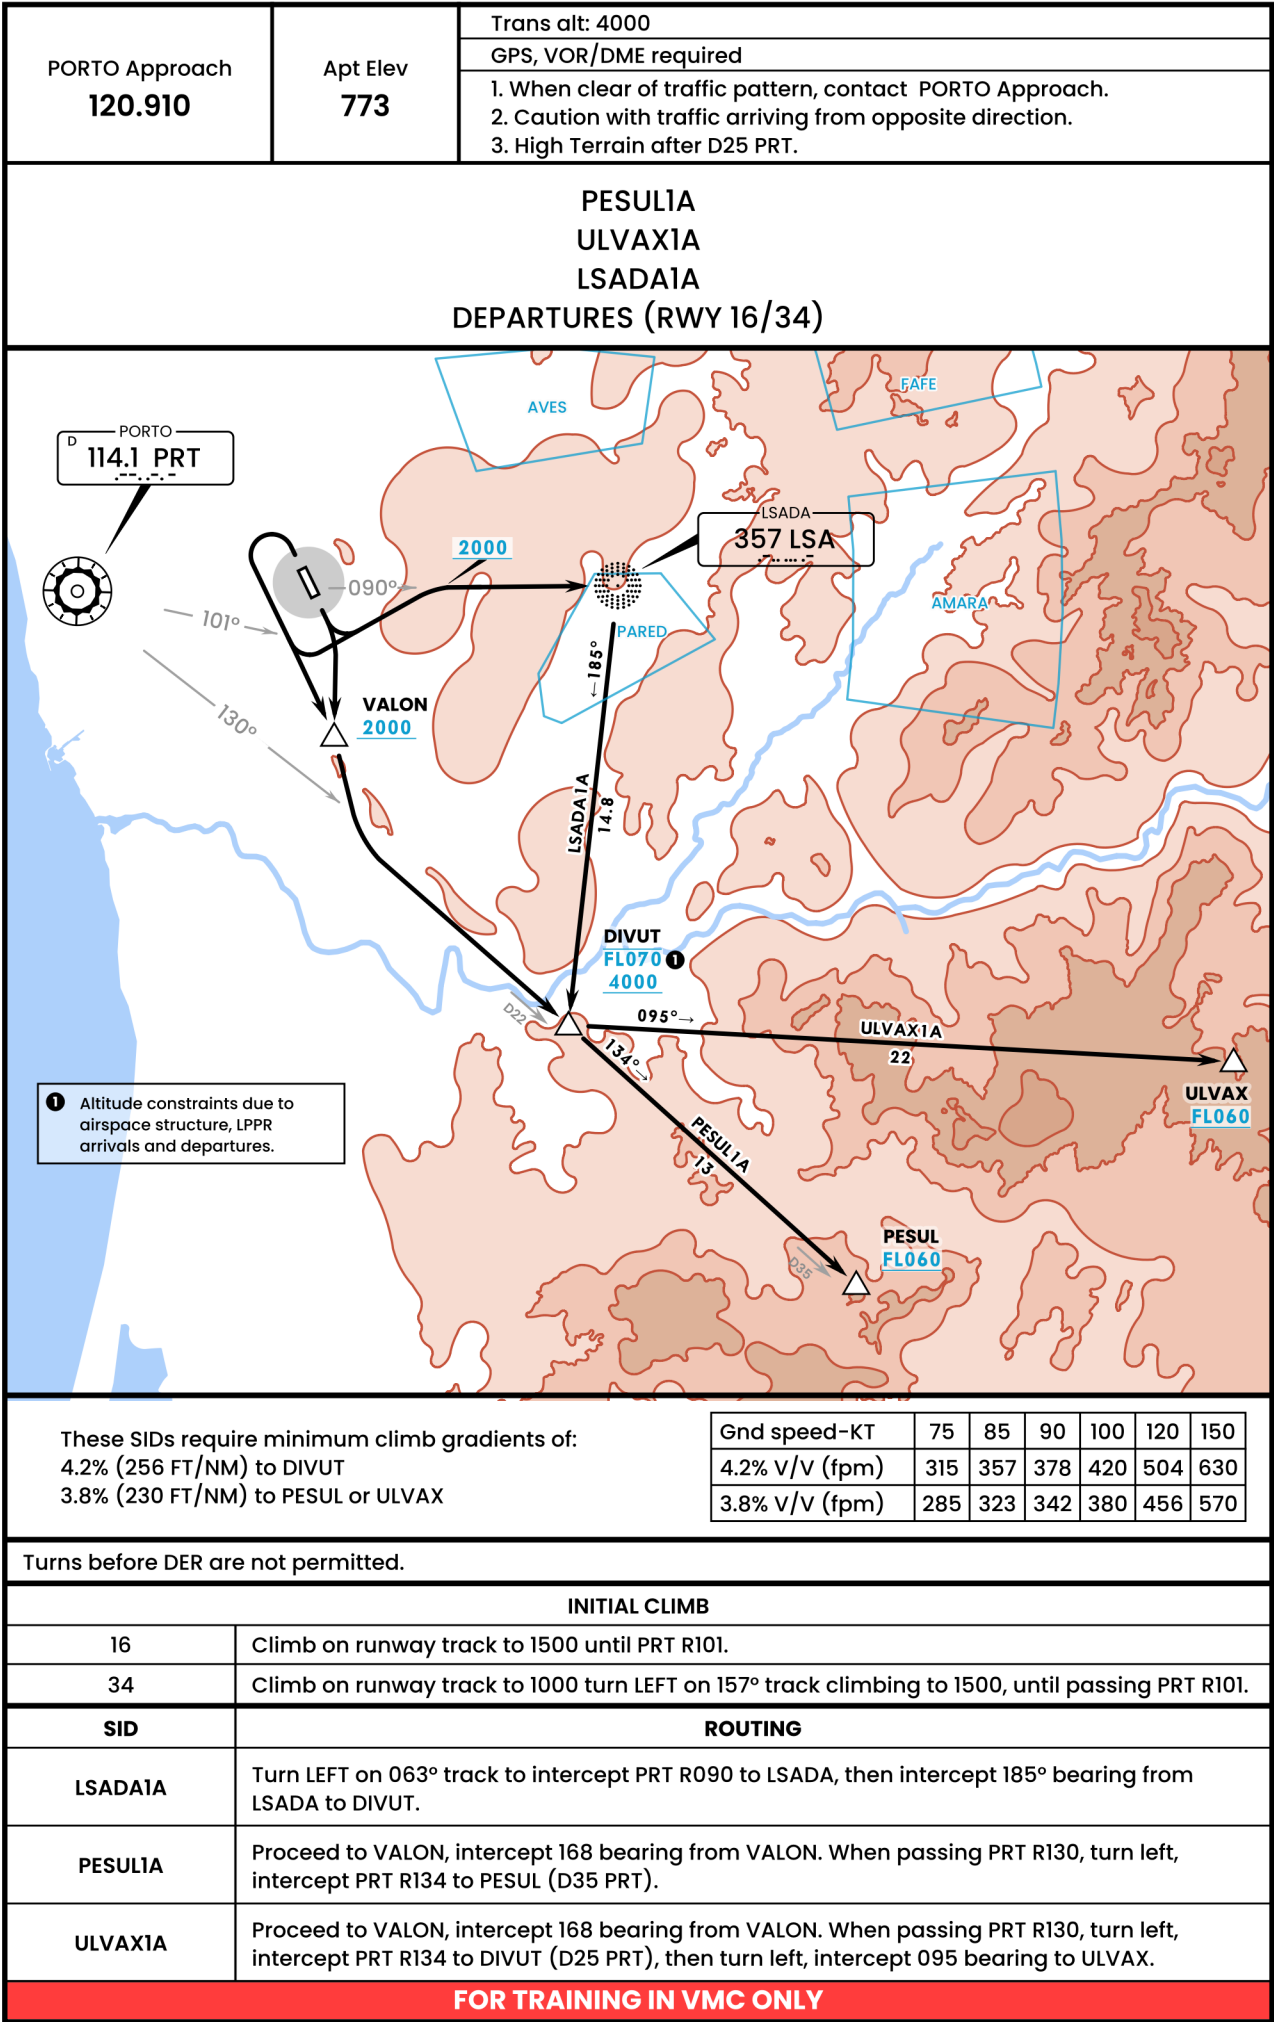 PORTO Approach
120.910
Apt Elev
773
Trans alt: 4000
GPS, VOR/DME required
1. When clear of traffic pattern, contact PORTO Approach.
2. Caution with traffic arriving from opposite direction.
3. High Terrain after D25 PRT.
PESUL1A
ULVAX1A
LSADA1A
DEPARTURES (RWY 16/34)
AVES
FAFE
PORTO
D
114.1 PRT
LSADA
357 LSA
2000
090°
101°
AMARA
PARED
←185°
130°
VALON
2000
LSADA1A
14.8
DIVUT
FL070 1
4000
D22
095°→
ULVAX1A
22
134°→
ULVAX
FL060
1 Altitude constraints due to
airspace structure, LPPR
arrivals and departures.
PESUL1A
13
PESUL
FL060
D35
These SIDs require minimum climb gradients of:
4.2% (256 FT/NM) to DIVUT
3.8% (230 FT/NM) to PESUL or ULVAX
Gnd speed-KT 75 85 90 100 120 150
4.2% V/V (fpm) 315 357 378 420 504 630
3.8% V/V (fpm) 285 323 342 380 456 570
Turns before DER are not permitted.
INITIAL CLIMB
16 Climb on runway track to 1500 until PRT R101.
34 Climb on runway track to 1000 turn LEFT on 157° track climbing to 1500, until passing PRT R101.
SID ROUTING
LSADA1A
Turn LEFT on 063° track to intercept PRT R090 to LSADA, then intercept 185° bearing from
LSADA to DIVUT.
PESUL1A
Proceed to VALON, intercept 168 bearing from VALON. When passing PRT R130, turn left,
intercept PRT R134 to PESUL (D35 PRT).
ULVAX1A
Proceed to VALON, intercept 168 bearing from VALON. When passing PRT R130, turn left,
intercept PRT R134 to DIVUT (D25 PRT), then turn left, intercept 095 bearing to ULVAX.
FOR TRAINING IN VMC ONLY